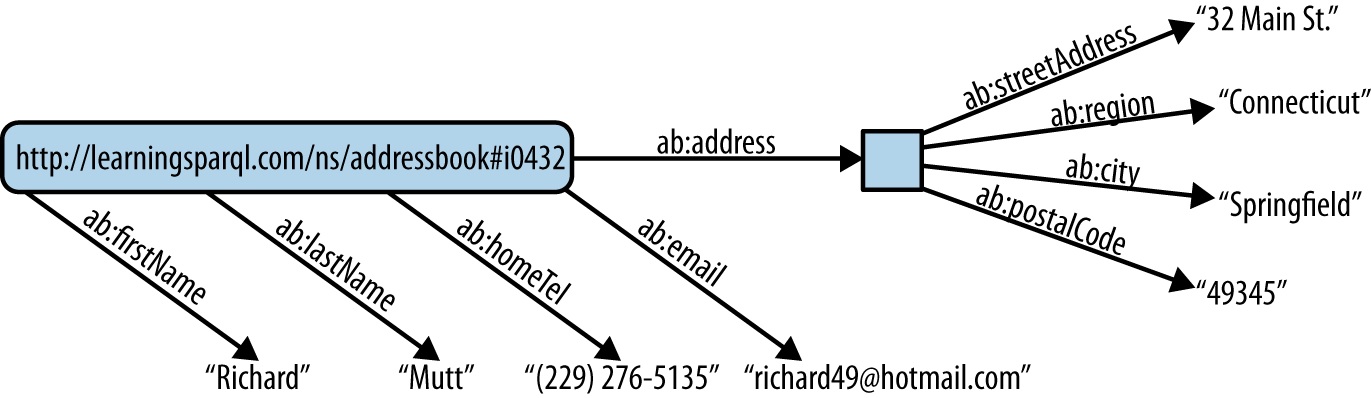 “32 Main St.”
ab:streetAddress
ab:region
“Connecticut”
http://learningsparql.com/ns/addressbook#i0432
ab:address
ab:city
“Springfield”
ab:postalCode
“49345”
ab:firstName
ab:lastName
ab:homeTel
ab:email
“Richard”
“Mutt”
“(229) 276-5135”
“richard49@hotmail.com”